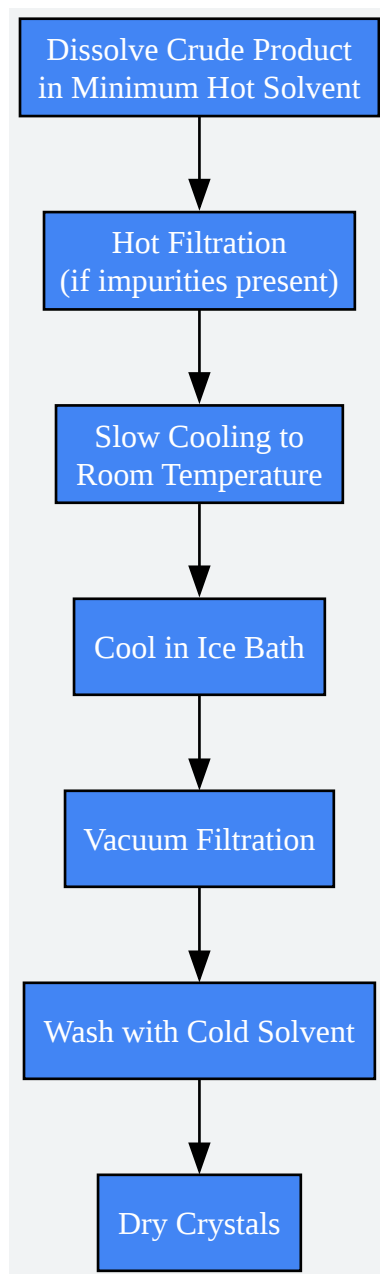 Dissolve Crude Product
in Minimum Hot Solvent
Hot Filtration
(if impurities present)
Slow Cooling to
Room Temperature
Cool in Ice Bath
Vacuum Filtration
Wash with Cold Solvent
Dry Crystals